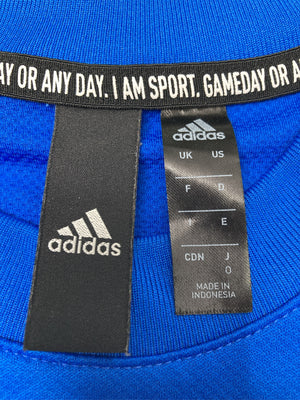 AY OR ANY DAY. I AM SPORT. GAMEDAY OR A
adidas
adidas
UK US
F D
I E
CDN J
O
MADE IN
INDONESIA